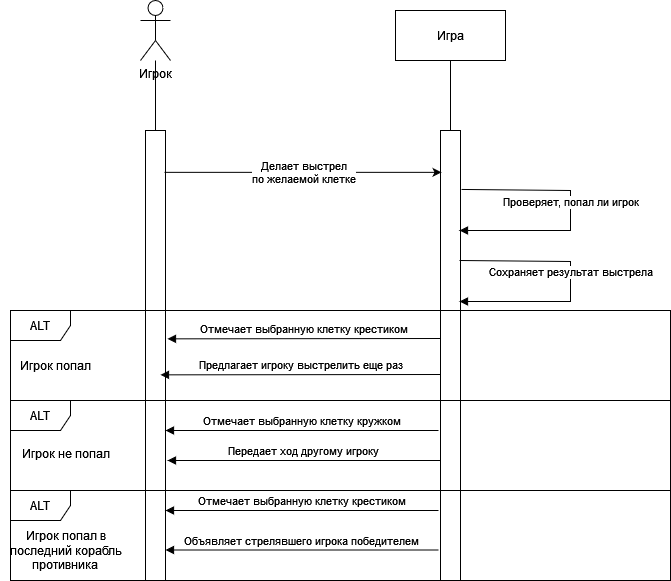 Игрок
Игра
Делает выстрел
по желаемой клетке
Проверяет, попал ли игрок
Сохраняет результат выстрела
ALT
Отмечает выбранную клетку крестиком
Игрок попал
Предлагает игроку выстрелить еще раз
ALT
Отмечает выбранную клетку кружком
Игрок не попал
Передает ход другому игроку
ALT
Отмечает выбранную клетку крестиком
Игрок попал в
последний корабль
противника
Объявляет стрелявшего игрока победителем